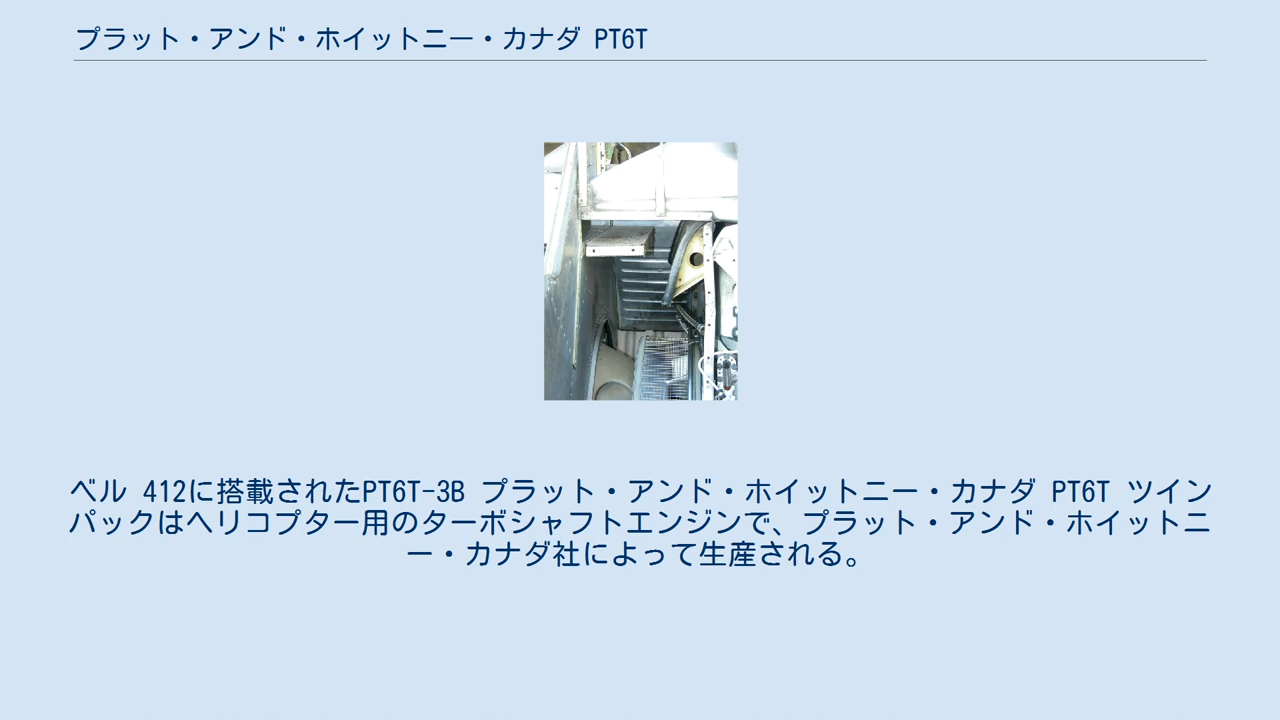 プラット・アンド・ホイットニー・カナダ PT6T
ベル 412に搭載されたPT6T-3B プラット・アンド・ホイットニー・カナダ PT6T ツイン
パックはヘリコプター用のターボシャフトエンジンで、プラット・アンド・ホイットニ
ー・カナダ社によって生産される。